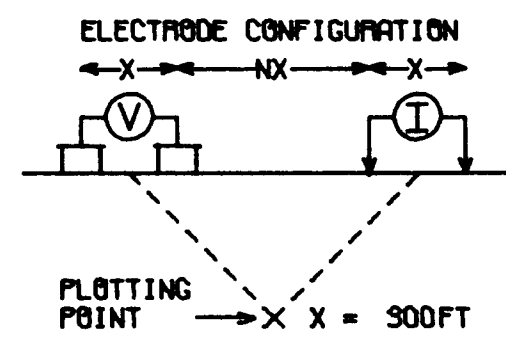 ELECTRODE CONFIGURATION
X NX X
V I
PLOTTING
POINT X X = 300FT